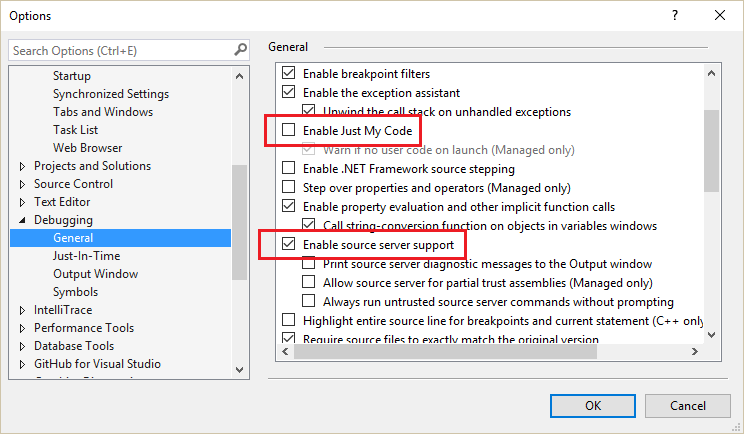 Options
Search Options (Ctrl+E)
Startup
Synchronized Settings
Tabs and Windows
Task List
Web Browser
Projects and Solutions
Source Control
Text Editor
Debugging
General
Just-In-Time
Output Window
Symbols
IntelliTrace
Performance Tools
Database Tools
GitHub for Visual Studio
General
Enable breakpoint filters
Enable the exception assistant
Unwind the call stack on unhandled exceptions
Enable Just My Code
Warn if no user code on launch (Managed only)
Enable .NET Framework source stepping
Step over properties and operators (Managed only)
Enable property evaluation and other implicit function calls
Call string-conversion function on objects in variables windows
Enable source server support
Print source server diagnostic messages to the Output window
Allow source server for partial trust assemblies (Managed only)
Always run untrusted source server commands without prompting
Highlight entire source line for breakpoints and current statement (C++ only
Require source files to exactly match the original version
OK
Cancel